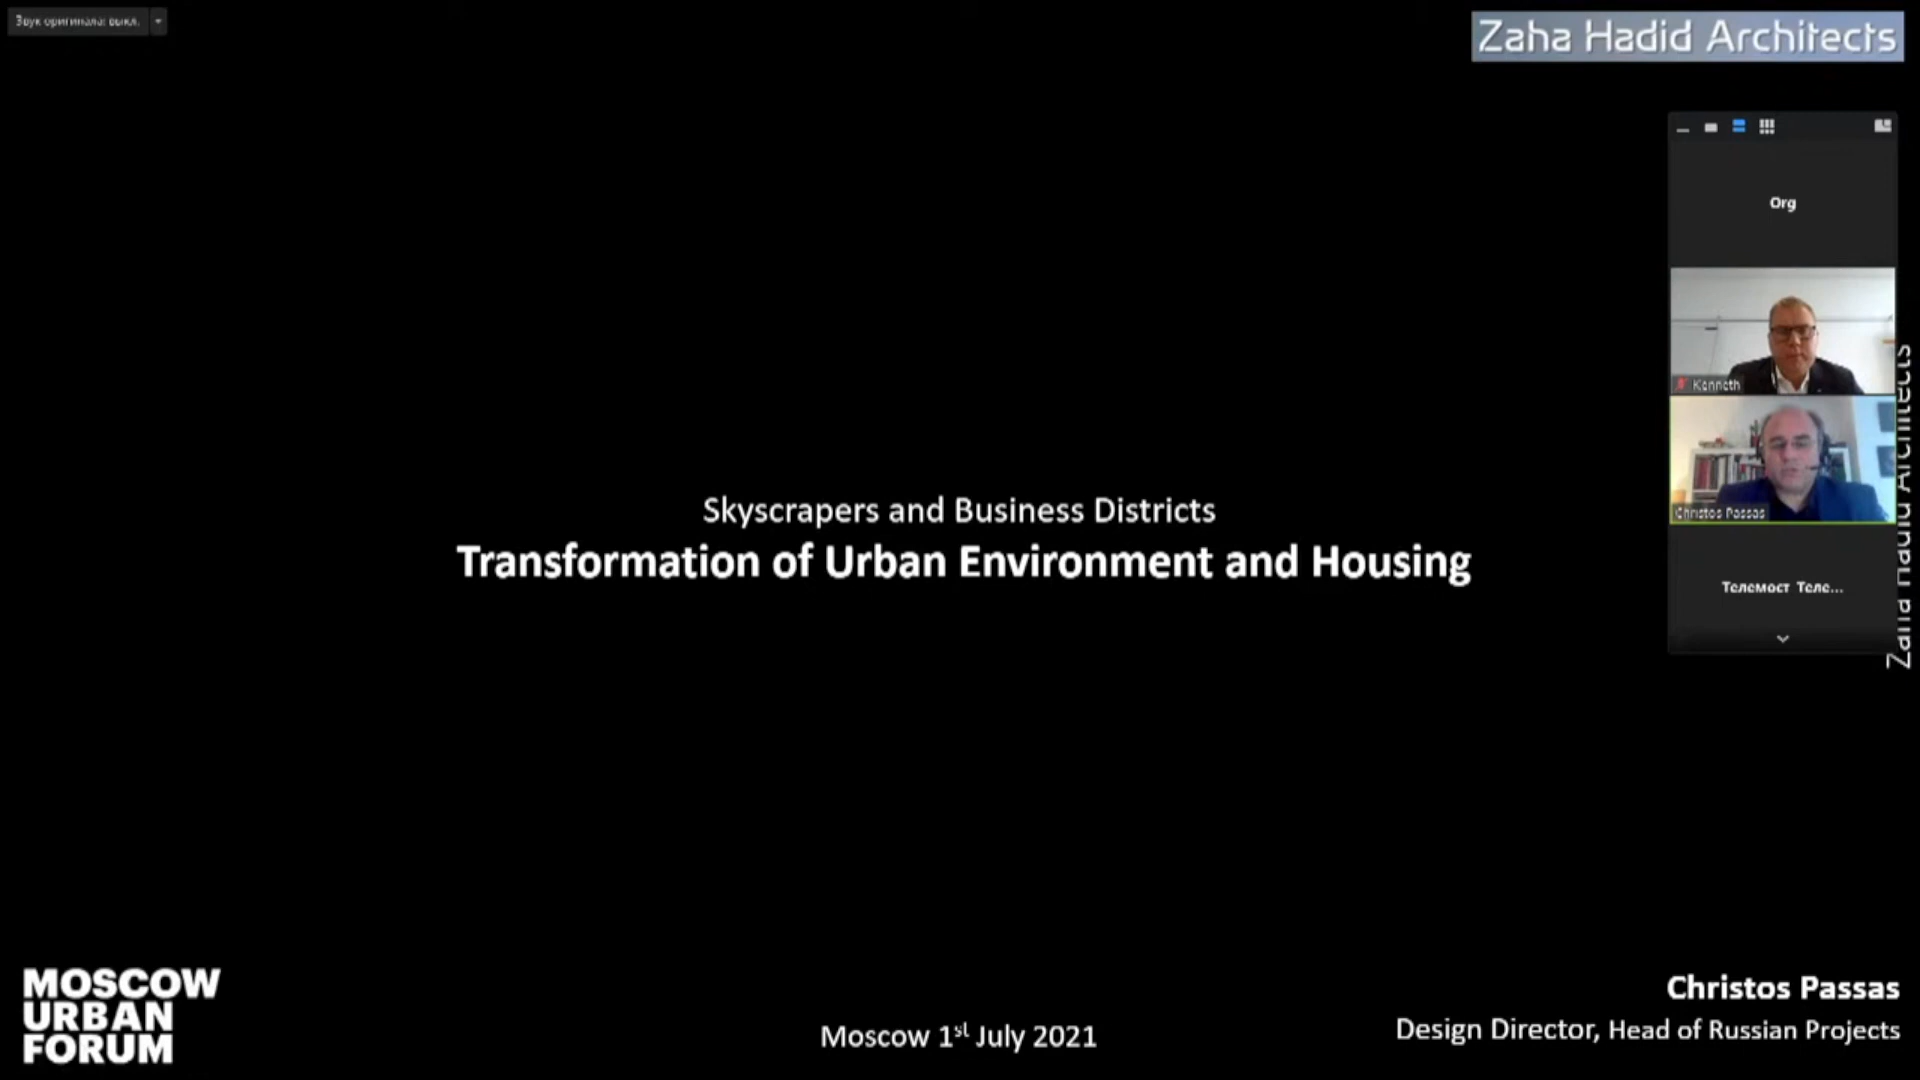 Звук оригинала: выкл.
Zaha Hadid Architects
Org
Kenneth
Christos Passas
Телемост Теле...
Zaha Hadid Architects
Skyscrapers and Business Districts
Transformation of Urban Environment and Housing
MOSCOW
URBAN
FORUM
Moscow 1st July 2021
Christos Passas
Design Director, Head of Russian Projects